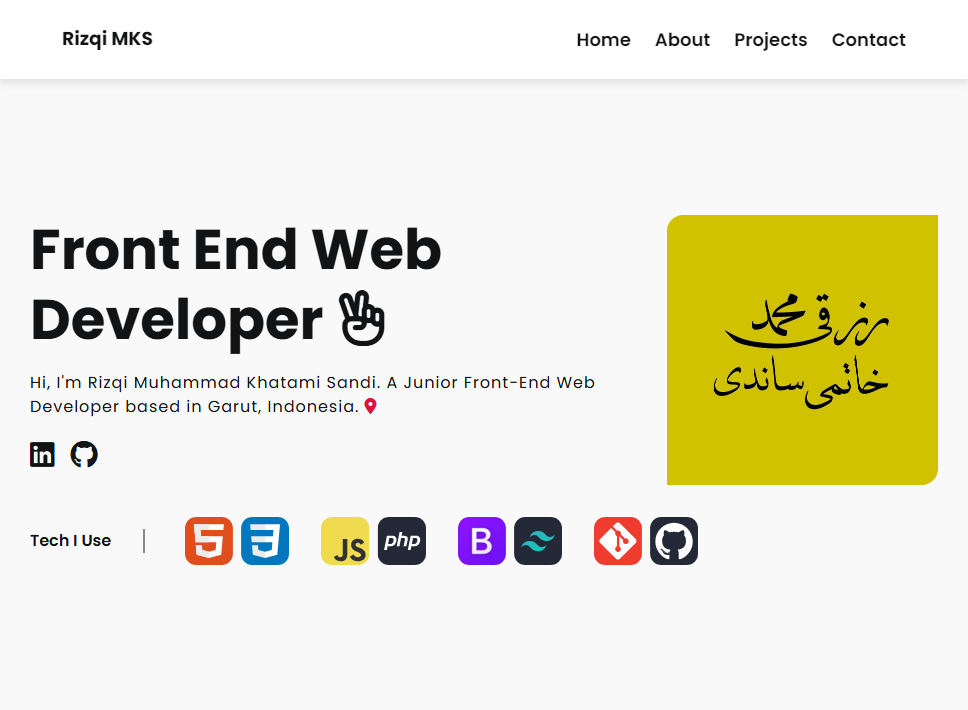 Rizqi MKS
Home About Projects Contact
Front End Web
Developer
Hi, I'm Rizqi Muhammad Khatami Sandi. A Junior Front-End Web
Developer based in Garut, Indonesia.
رزقی محمد
خاتمی ساندی
in
Tech I Use
5
3
JS
php
B